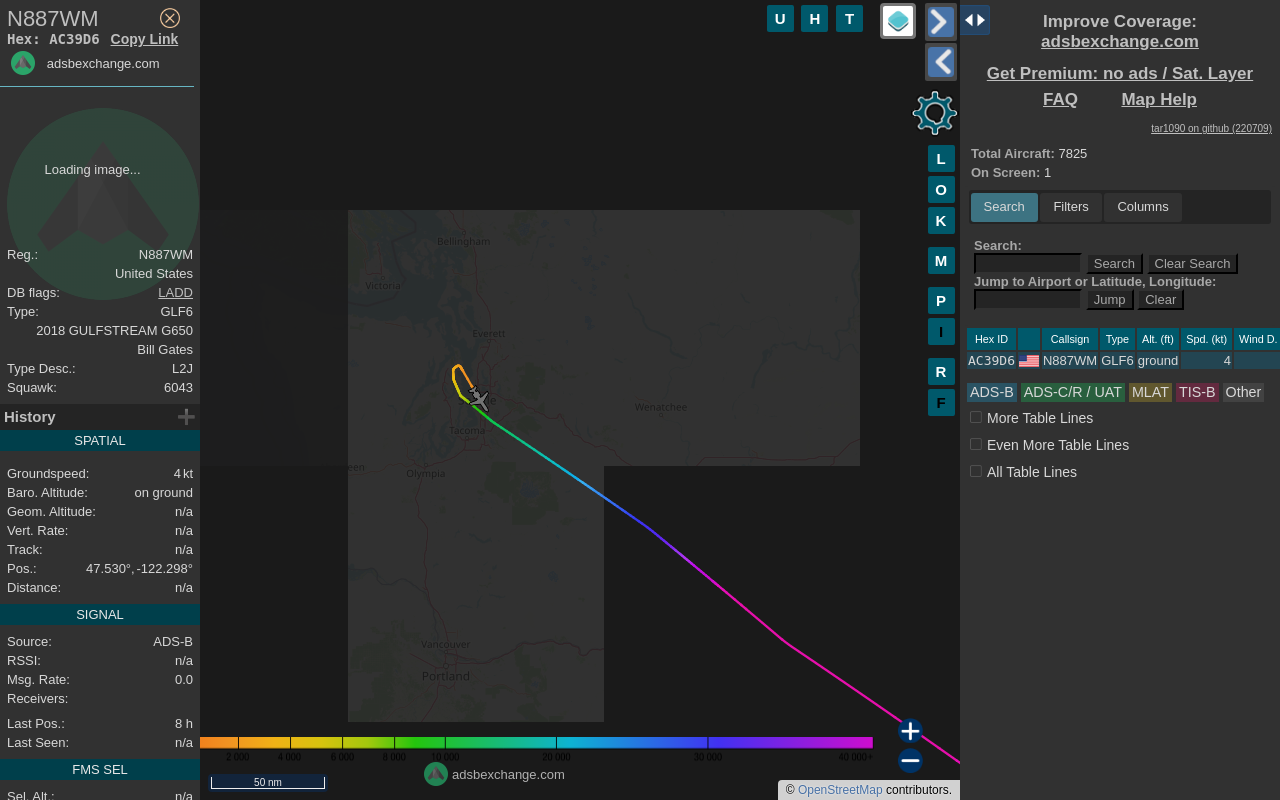 N887WM
Hex: AC39D6 Copy Link
adsbexchange.com
Loading image...
Reg.: N887WM
United States
DB flags: LADD
Type: GLF6
2018 GULFSTREAM G650
Bill Gates
Type Desc.: L2J
Squawk: 6043
History
SPATIAL
Groundspeed: 4 kt
Baro. Altitude: on ground
Geom. Altitude: n/a
Vert. Rate: n/a
Track: n/a
Pos.: 47.530°, -122.298°
Distance: n/a
SIGNAL
Source: ADS-B
RSSI: n/a
Msg. Rate: 0.0
Receivers:
Last Pos.: 8 h
Last Seen: n/a
FMS SEL
Sel. Alt.: n/a
U H T
L
O
K
M
P
I
R
F
Bellingham
Victoria
Everett
Wenatchee
Tacoma
Olympia
Vancouver
Portland
2 000 4 000 6 000 8 000 10 000 20 000 30 000 40 000+
adsbexchange.com
50 nm
© OpenStreetMap contributors.
Improve Coverage:
adsbexchange.com
Get Premium: no ads / Sat. Layer
FAQ Map Help
tar1090 on github (220709)
Total Aircraft: 7825
On Screen: 1
Search Filters Columns
Search:
Search Clear Search
Jump to Airport or Latitude, Longitude:
Jump Clear
Hex ID Callsign Type Alt. (ft) Spd. (kt) Wind D.
AC39D6 N887WM GLF6 ground 4
ADS-B ADS-C/R / UAT MLAT TIS-B Other
More Table Lines
Even More Table Lines
All Table Lines